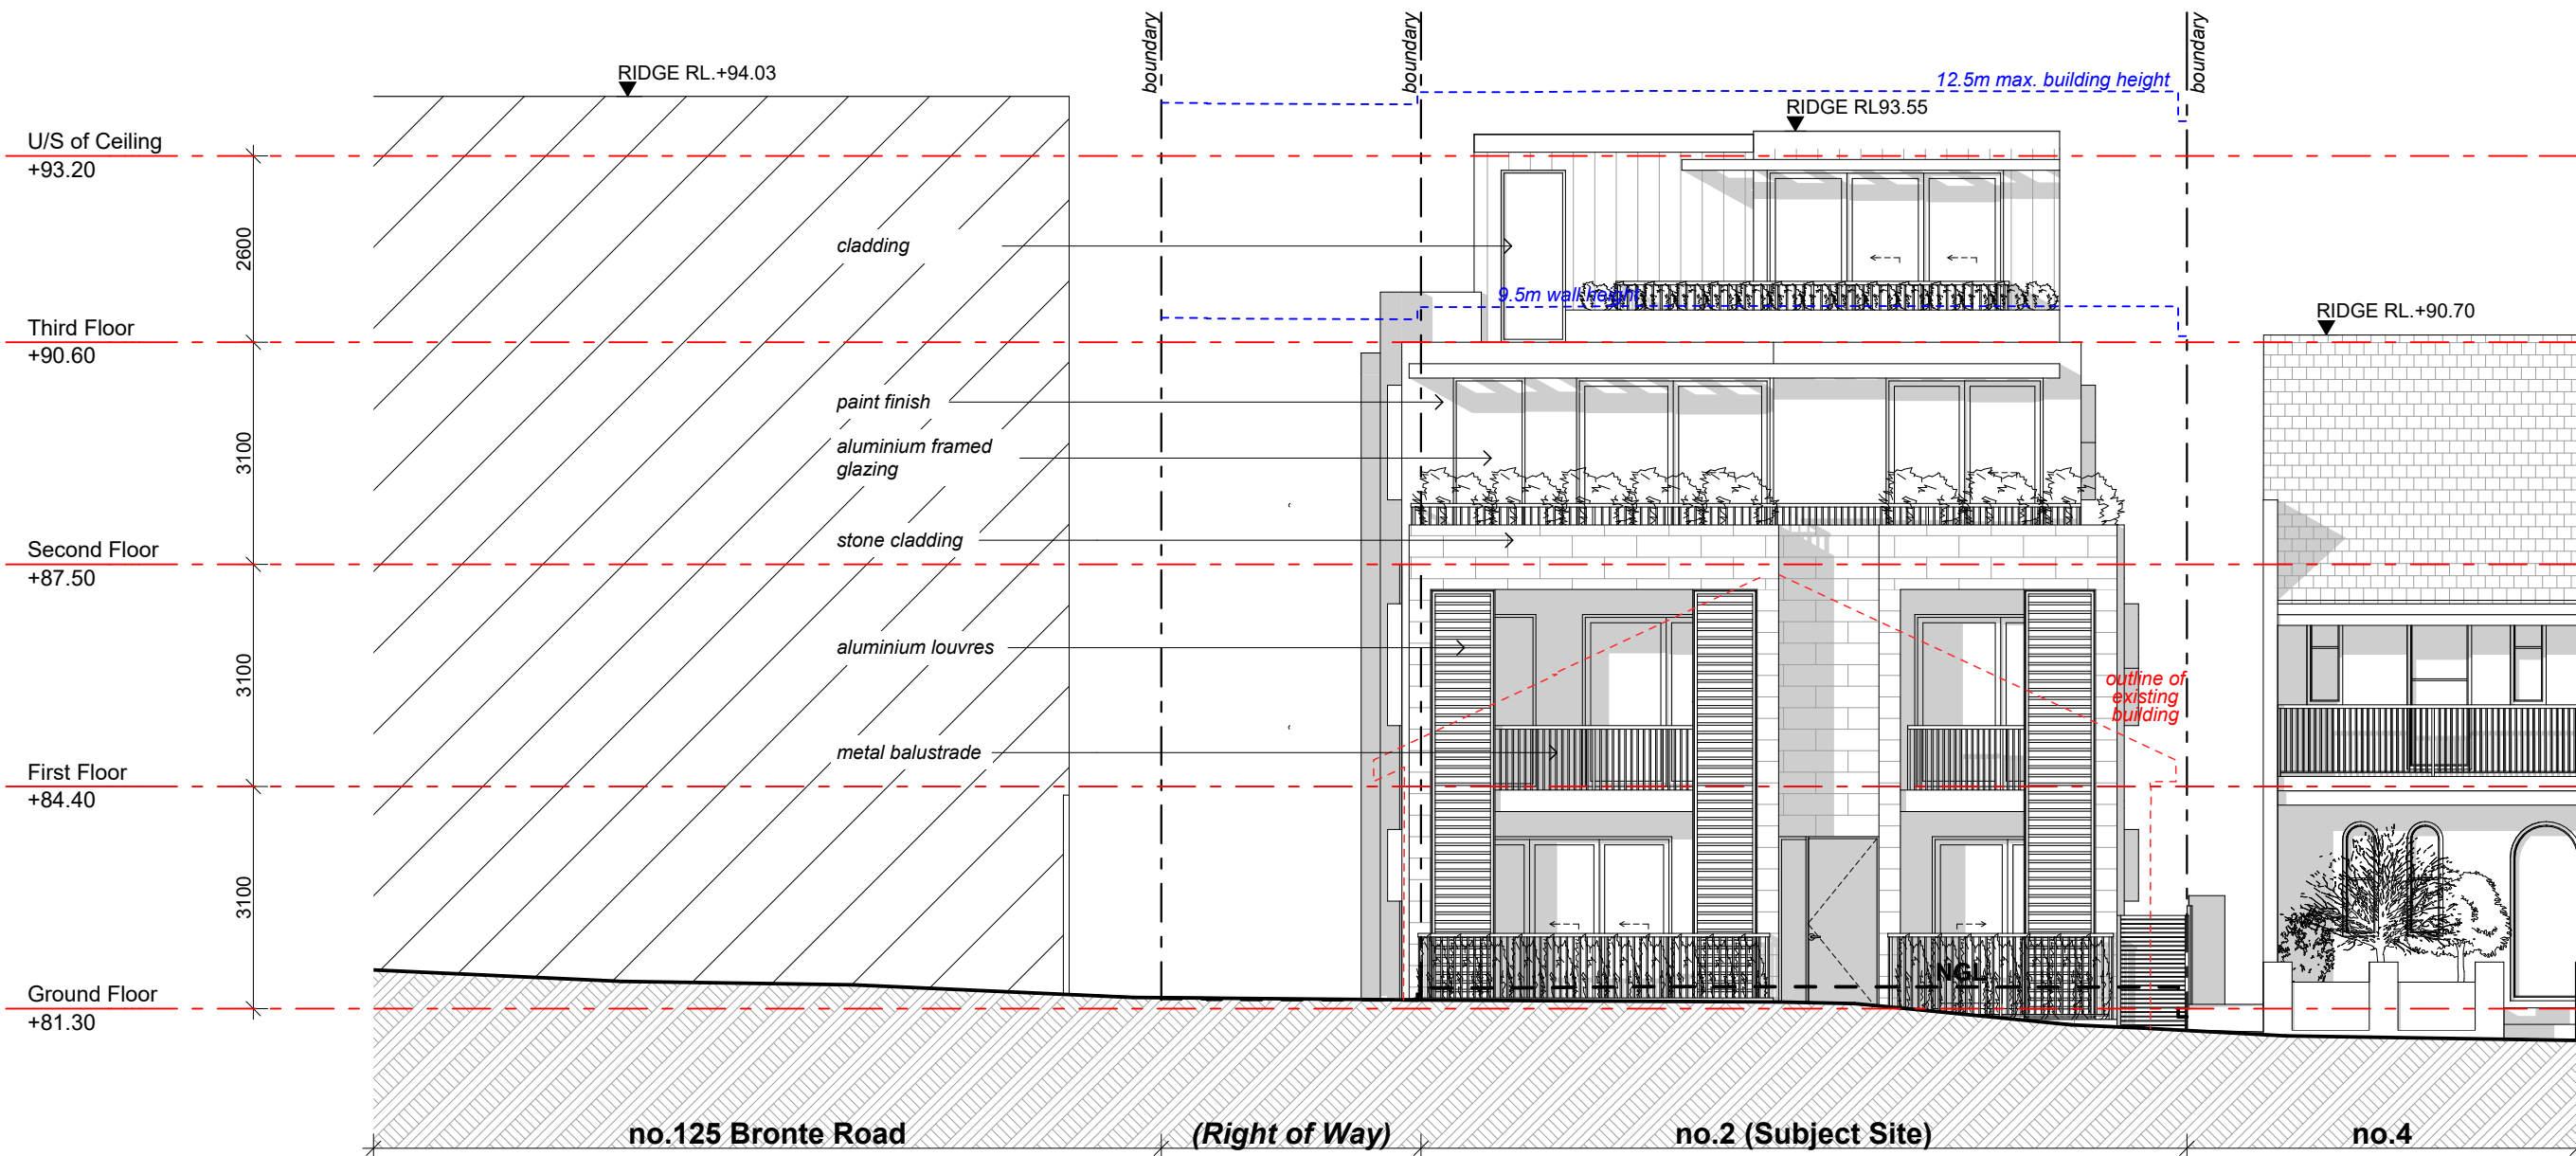 boundary
boundary
boundary
RIDGE RL.+94.03
12.5m max. building height
RIDGE RL93.55
U/S of Ceiling
+93.20
2600
cladding
9.5m wall height
RIDGE RL.+90.70
Third Floor
+90.60
3100
paint finish
aluminium framed
glazing
stone cladding
Second Floor
+87.50
3100
aluminium louvres
outline of
existing
building
metal balustrade
First Floor
+84.40
3100
NGL
Ground Floor
+81.30
no.125 Bronte Road
(Right of Way)
no.2 (Subject Site)
no.4